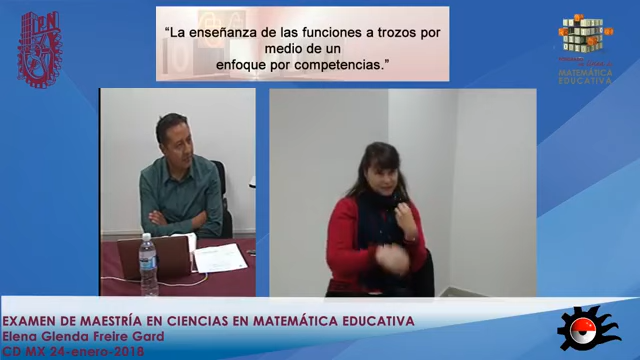 “La enseñanza de las funciones a trozos por
medio de un
enfoque por competencias.”
IPN
MATEMÁTICA
EDUCATIVA
EXAMEN DE MAESTRÍA EN CIENCIAS EN MATEMÁTICA EDUCATIVA
Elena Glenda Freire Gard
CD MX 24-enero-2018